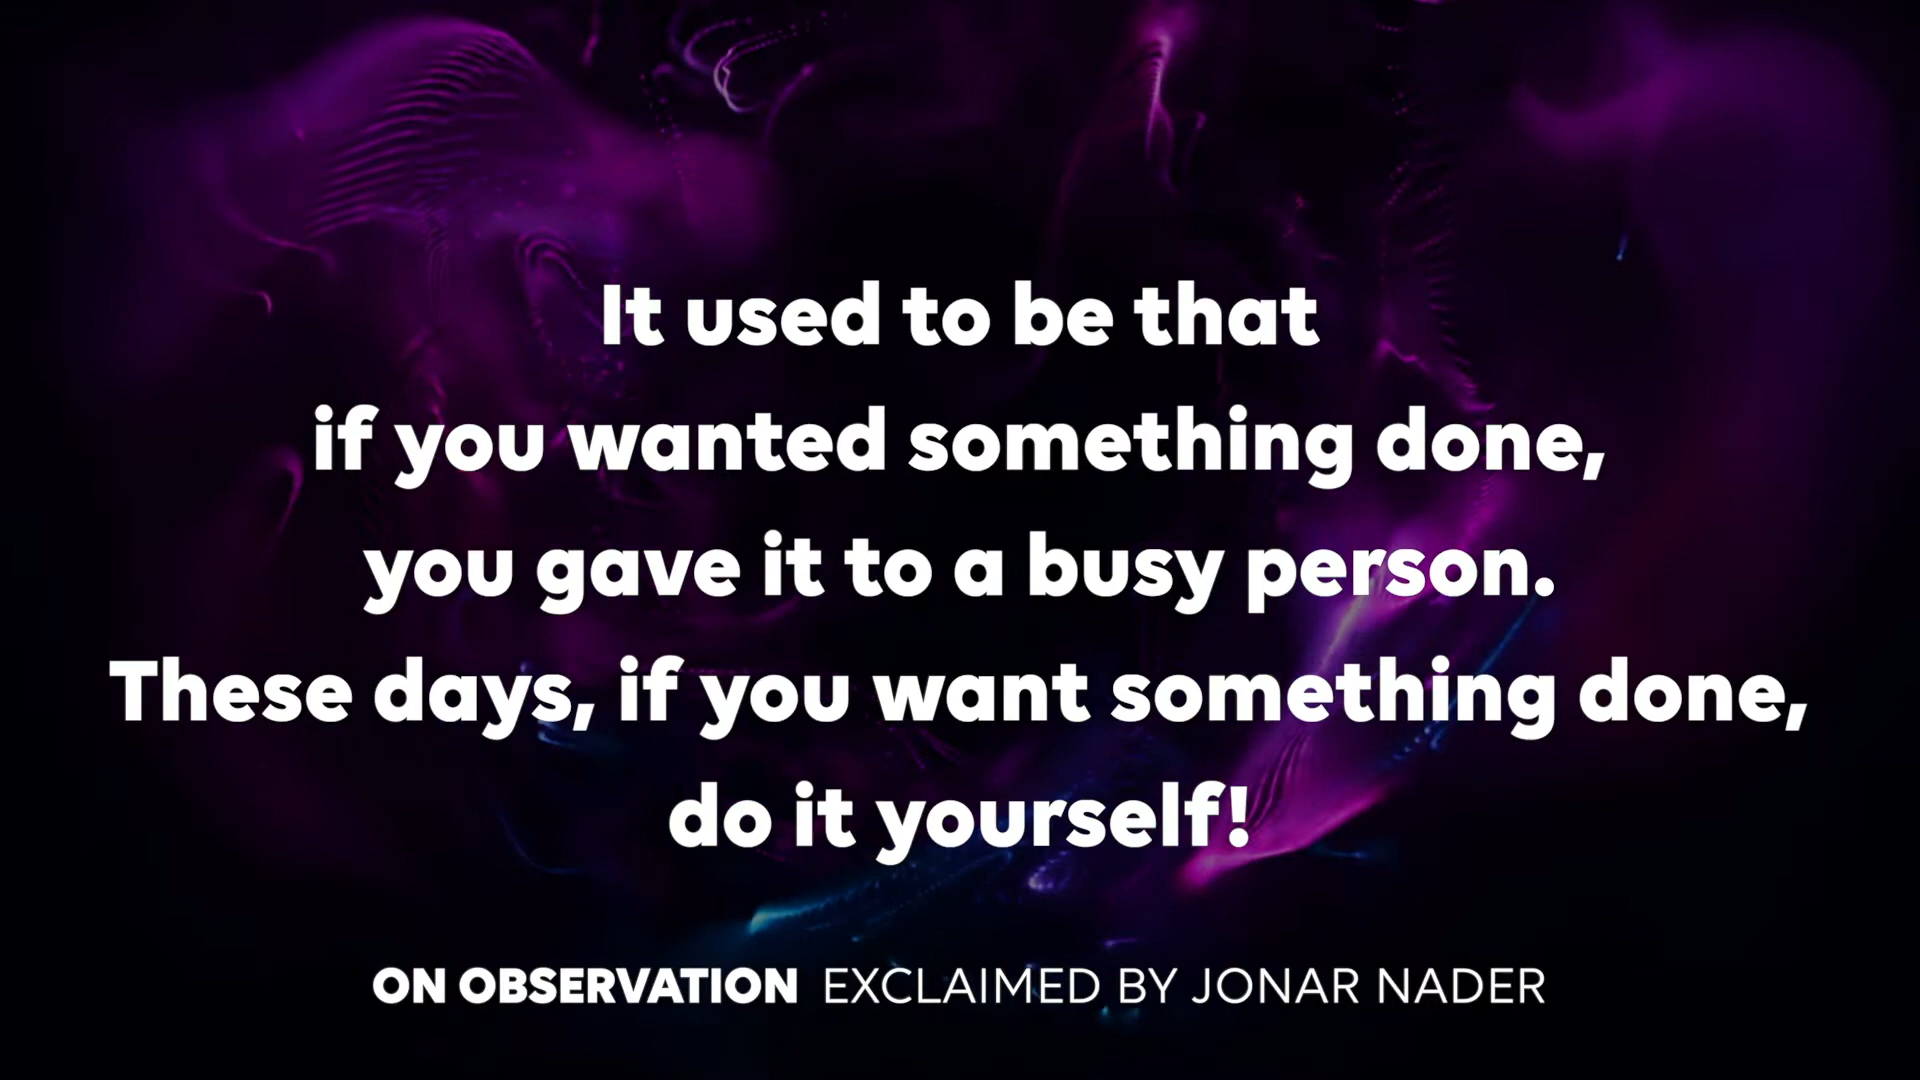 It used to be that
if you wanted something done,
you gave it to a busy person.
These days, if you want something done,
do it yourself!
ON OBSERVATION EXCLAIMED BY JONAR NADER